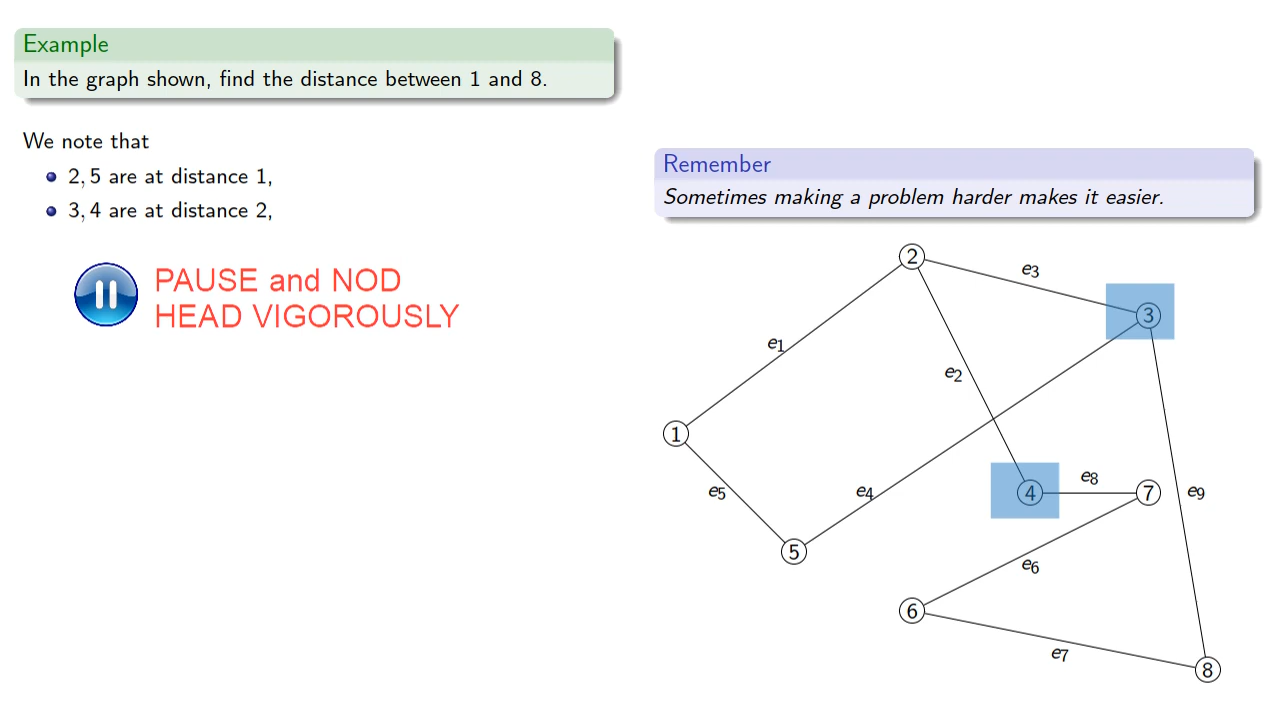 Example
In the graph shown, find the distance between 1 and 8.
We note that
2, 5 are at distance 1,
3, 4 are at distance 2,
PAUSE and NOD
HEAD VIGOROUSLY
Remember
Sometimes making a problem harder makes it easier.
2
e3
3
e1
e2
1
e5
e4
4
e8
7
e9
5
e6
6
e7
8